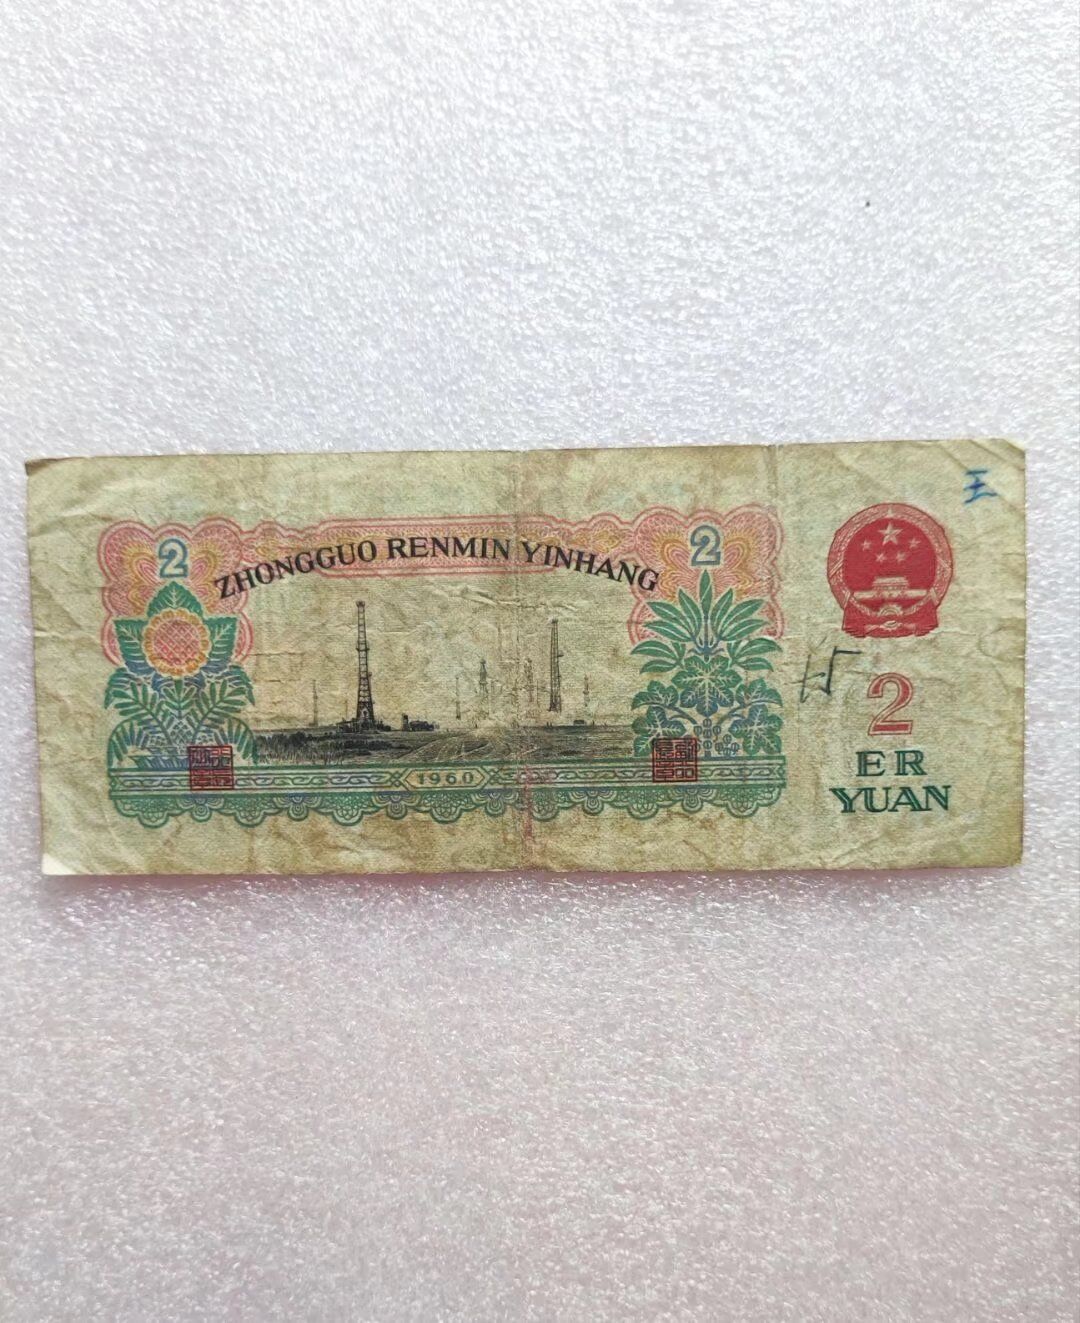 王
2
2
ZHONGGUO RENMIN YINHANG
2
1960
ER
YUAN